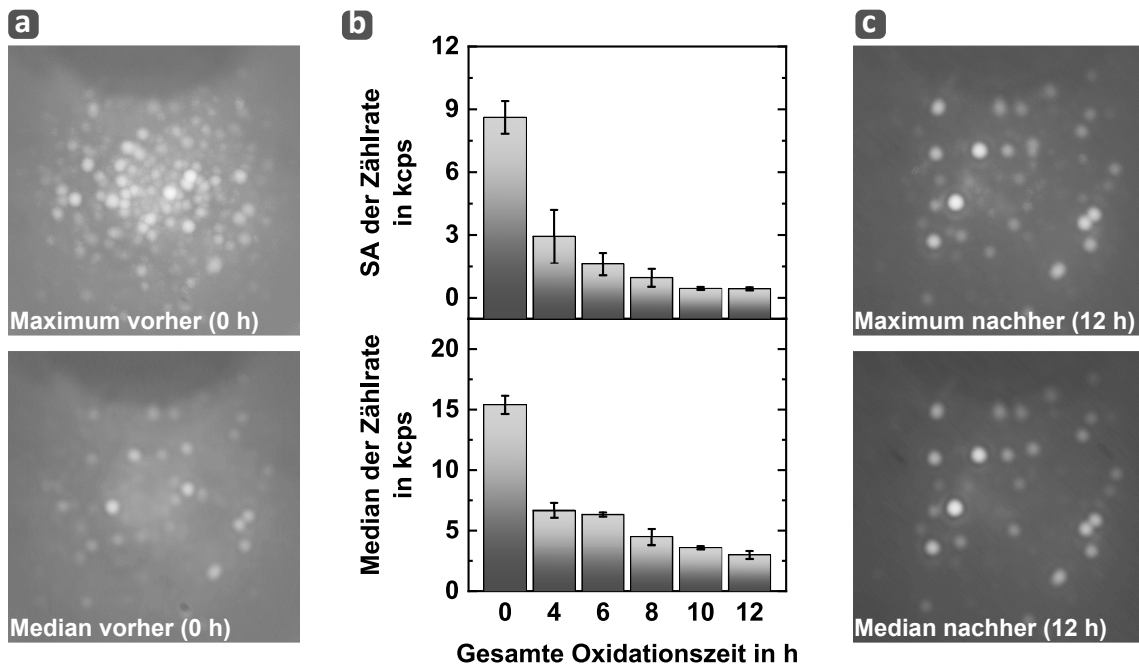 a
Maximum vorher (0 h)
Median vorher (0 h)
b
SA der Zählrate
in kcps
12
9
6
3
0
Median der Zählrate
in kcps
20
15
10
5
0
0 4 6 8 10 12
Gesamte Oxidationszeit in h
c
Maximum nachher (12 h)
Median nachher (12 h)